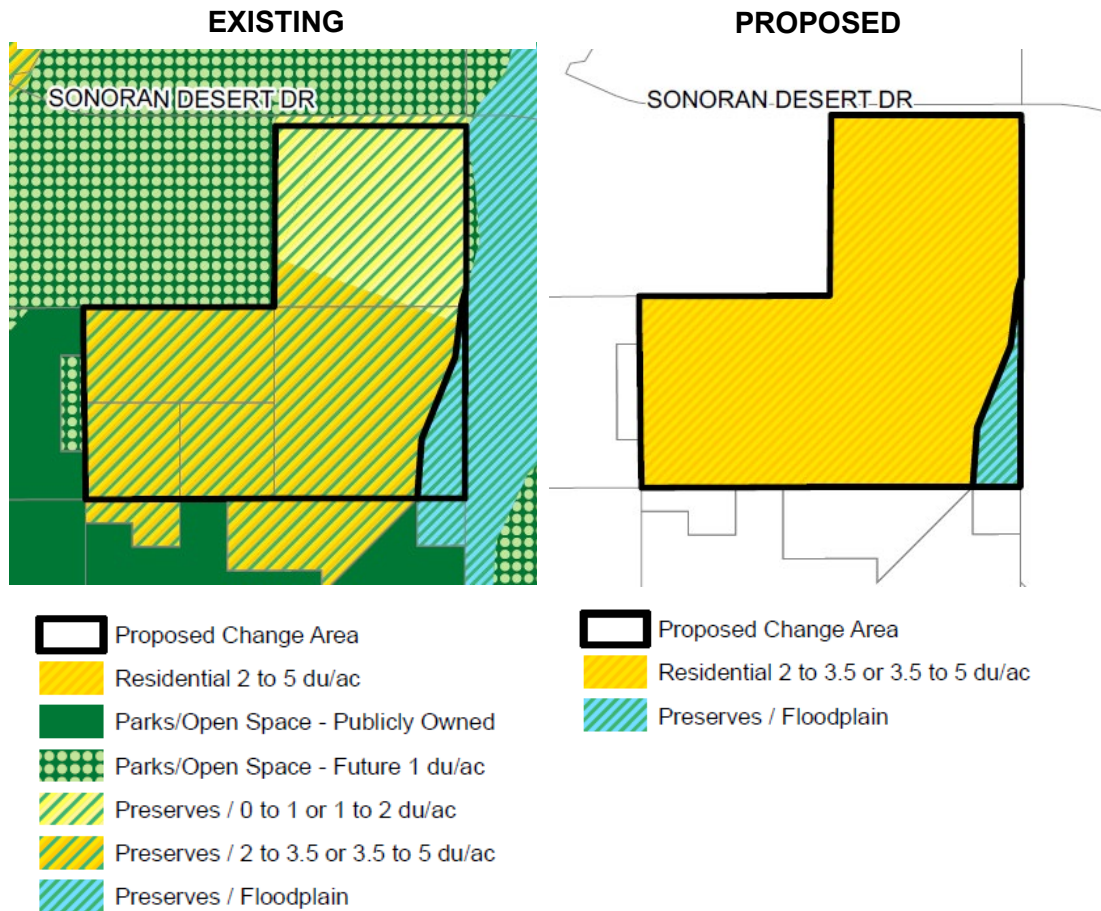 EXISTING
PROPOSED
SONORAN DESERT DR
SONORAN DESERT DR
Proposed Change Area
Residential 2 to 5 du/ac
Parks/Open Space - Publicly Owned
Parks/Open Space - Future 1 du/ac
Preserves / 0 to 1 or 1 to 2 du/ac
Preserves / 2 to 3.5 or 3.5 to 5 du/ac
Preserves / Floodplain
Proposed Change Area
Residential 2 to 3.5 or 3.5 to 5 du/ac
Preserves / Floodplain